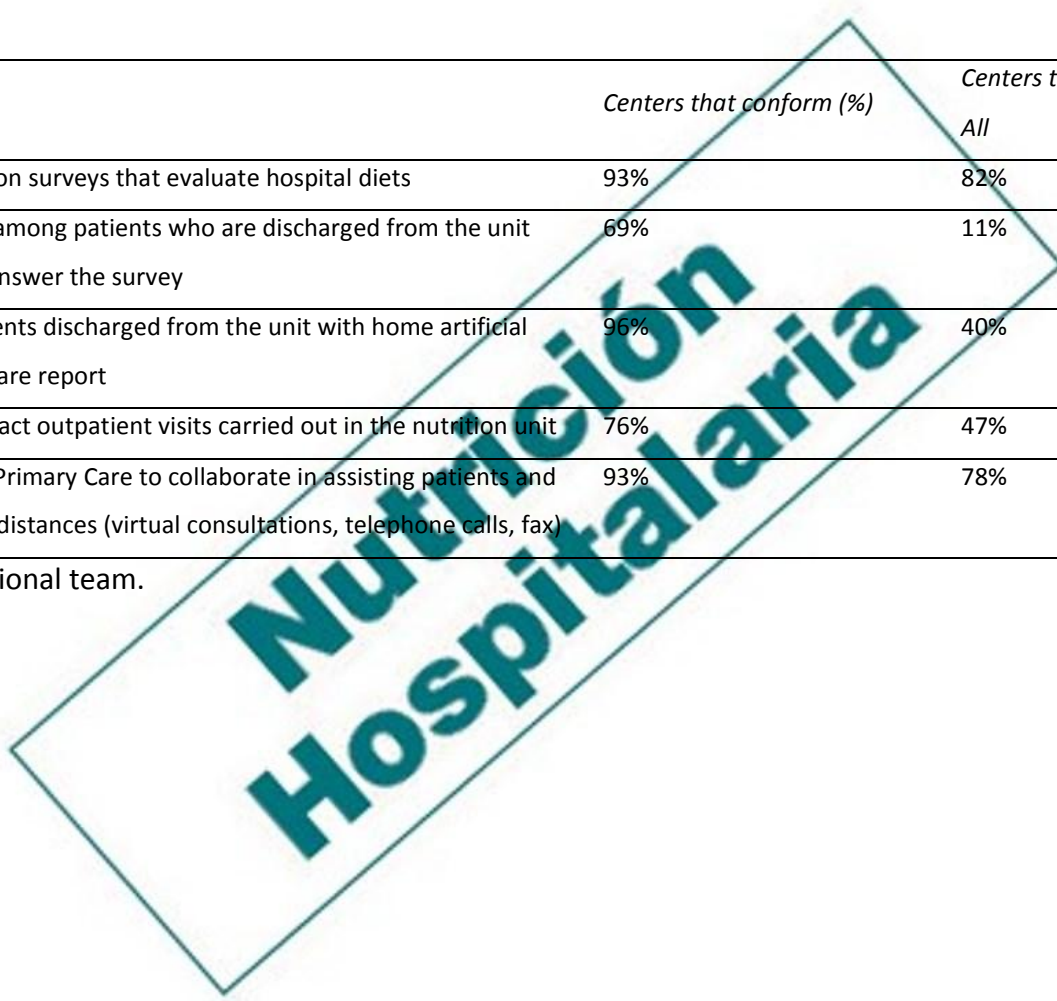 Centers that conform (%)
Centers t
All
on surveys that evaluate hospital diets 93% 82%
among patients who are discharged from the unit 69% 11%
nswer the survey
ents discharged from the unit with home artificial 96% 40%
are report
act outpatient visits carried out in the nutrition unit 76% 47%
Primary Care to collaborate in assisting patients and 93% 78%
distances (virtual consultations, telephone calls, fax)
ional team.
Nutrición
Hospitalaria